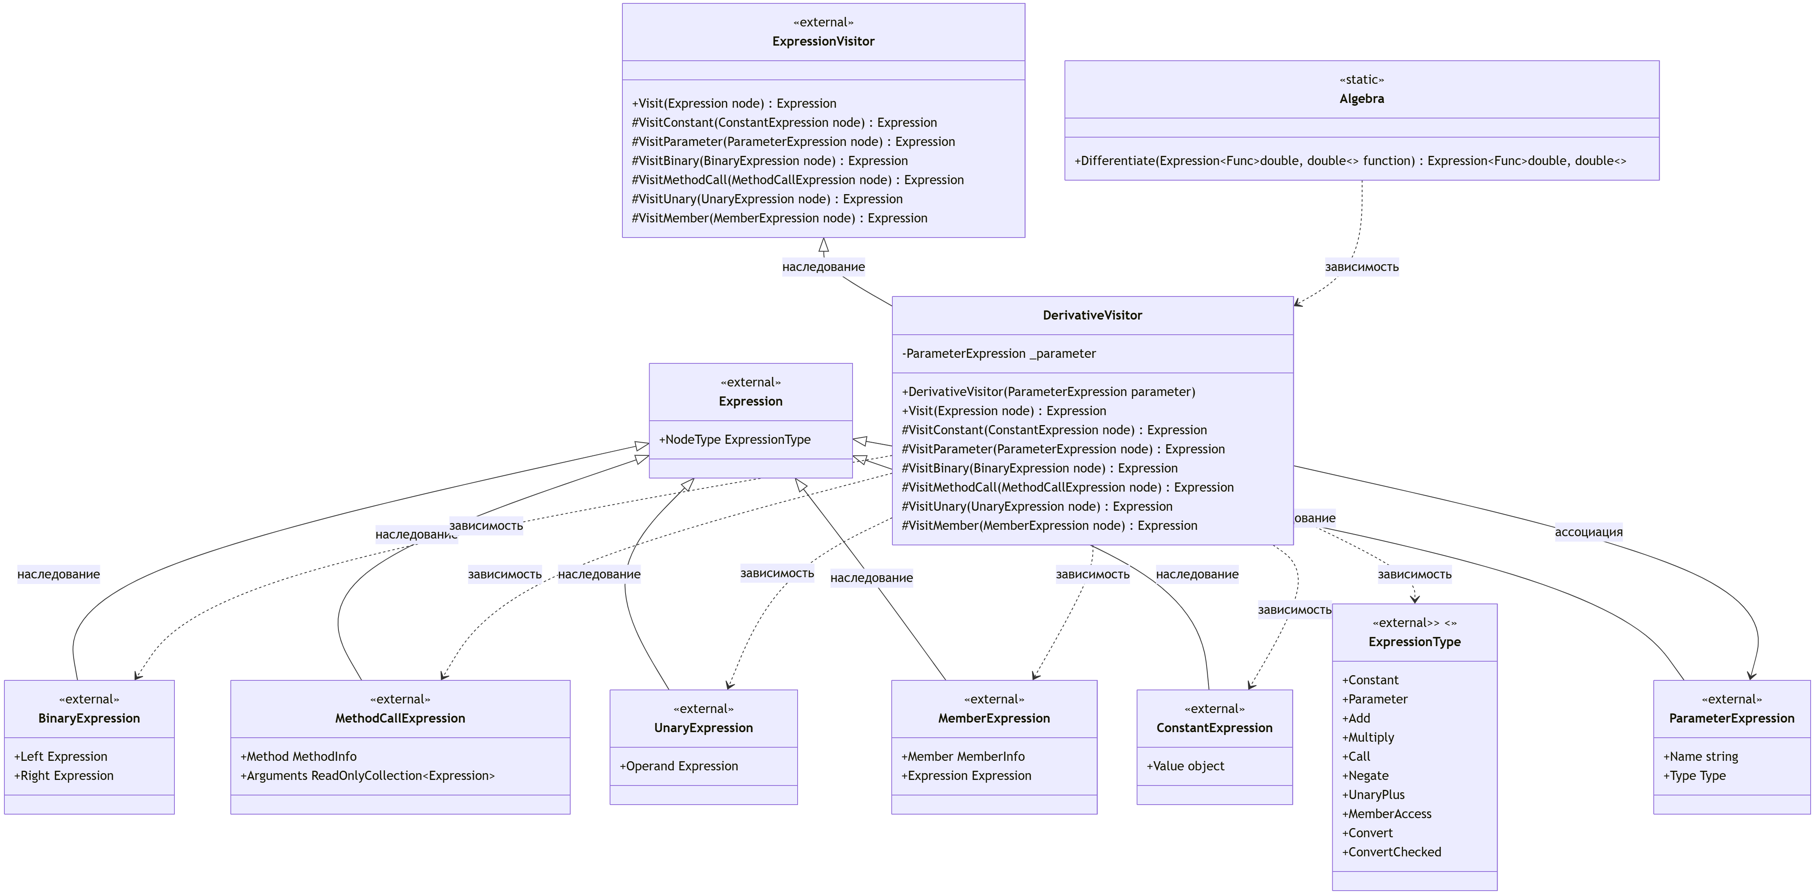 «external»
ExpressionVisitor
+Visit(Expression node) : Expression
#VisitConstant(ConstantExpression node) : Expression
#VisitParameter(ParameterExpression node) : Expression
#VisitBinary(BinaryExpression node) : Expression
#VisitMethodCall(MethodCallExpression node) : Expression
#VisitUnary(UnaryExpression node) : Expression
#VisitMember(MemberExpression node) : Expression
«static»
Algebra
+Differentiate(Expression<Func>double, double<> function) : Expression<Func>double, double<>
наследование
зависимость
DerivativeVisitor
-ParameterExpression _parameter
+DerivativeVisitor(ParameterExpression parameter)
+Visit(Expression node) : Expression
#VisitConstant(ConstantExpression node) : Expression
#VisitParameter(ParameterExpression node) : Expression
#VisitBinary(BinaryExpression node) : Expression
#VisitMethodCall(MethodCallExpression node) : Expression
#VisitUnary(UnaryExpression node) : Expression
#VisitMember(MemberExpression node) : Expression
«external»
Expression
+NodeType ExpressionType
наследование
наследование
зависимость
зависимость
наследование
зависимость
наследование
зависимость
наследование
зависимость
ование
зависимость
ассоциация
«external»
BinaryExpression
+Left Expression
+Right Expression
«external»
MethodCallExpression
+Method MethodInfo
+Arguments ReadOnlyCollection<Expression>
«external»
UnaryExpression
+Operand Expression
«external»
MemberExpression
+Member MemberInfo
+Expression Expression
«external»
ConstantExpression
+Value object
«external>> <»
ExpressionType
+Constant
+Parameter
+Add
+Multiply
+Call
+Negate
+UnaryPlus
+MemberAccess
+Convert
+ConvertChecked
«external»
ParameterExpression
+Name string
+Type Type